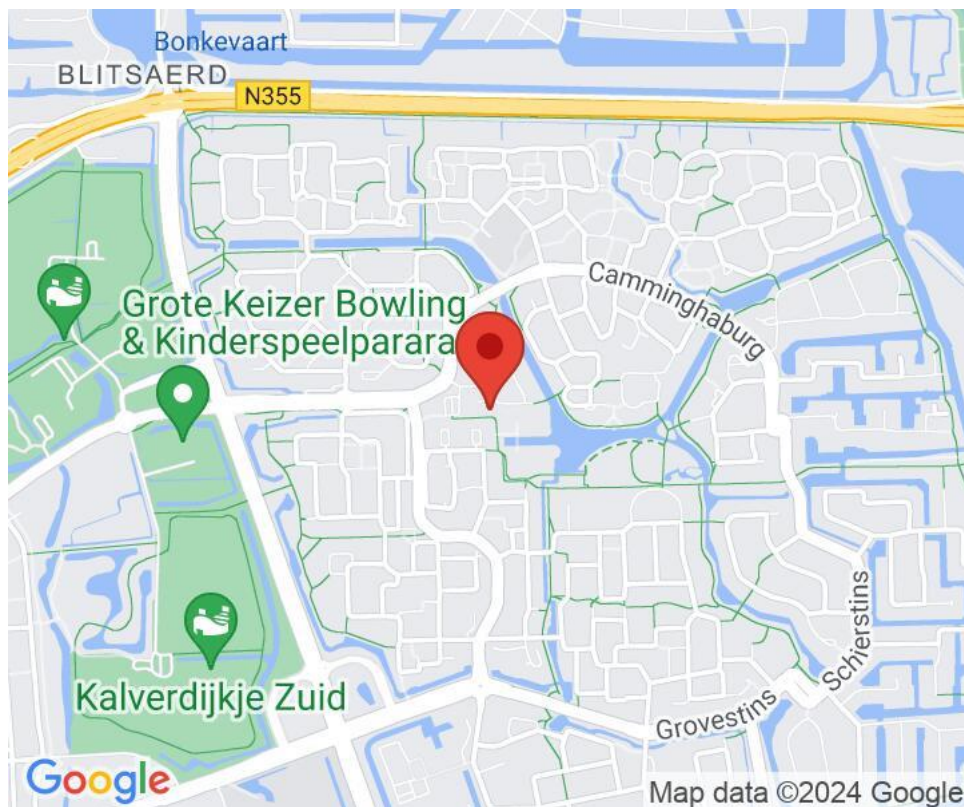 Bonkevaart
BLITSAERD
N355
Camminghaburg
Grote Keizer Bowling
& Kinderspeelparara
Schierstins
Kalverdijkje Zuid
Grovestins
Google
Map data ©2024 Google